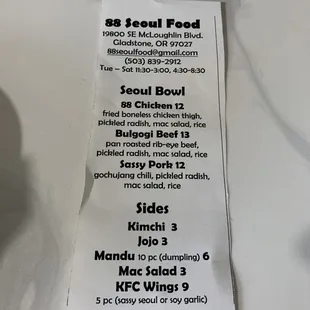 88 Seoul Food
19800 SE McLoughlin Blvd.
Gladstone, OR 97027
88seoulfood@gmail.com
(503) 839-2912
Tue – Sat 11:30-3:00, 4:30-8:30
Seoul Bowl
88 Chicken 12
fried boneless chicken thigh,
pickled radish, mac salad, rice
Bulgogi Beef 13
pan roasted rib-eye beef,
pickled radish, mac salad, rice
Sassy Pork 12
gochujang chili, pickled radish,
mac salad, rice
Sides
Kimchi 3
Jojo 3
Mandu 10 pc (dumpling) 6
Mac Salad 3
KFC Wings 9
5 pc (sassy seoul or soy garlic)